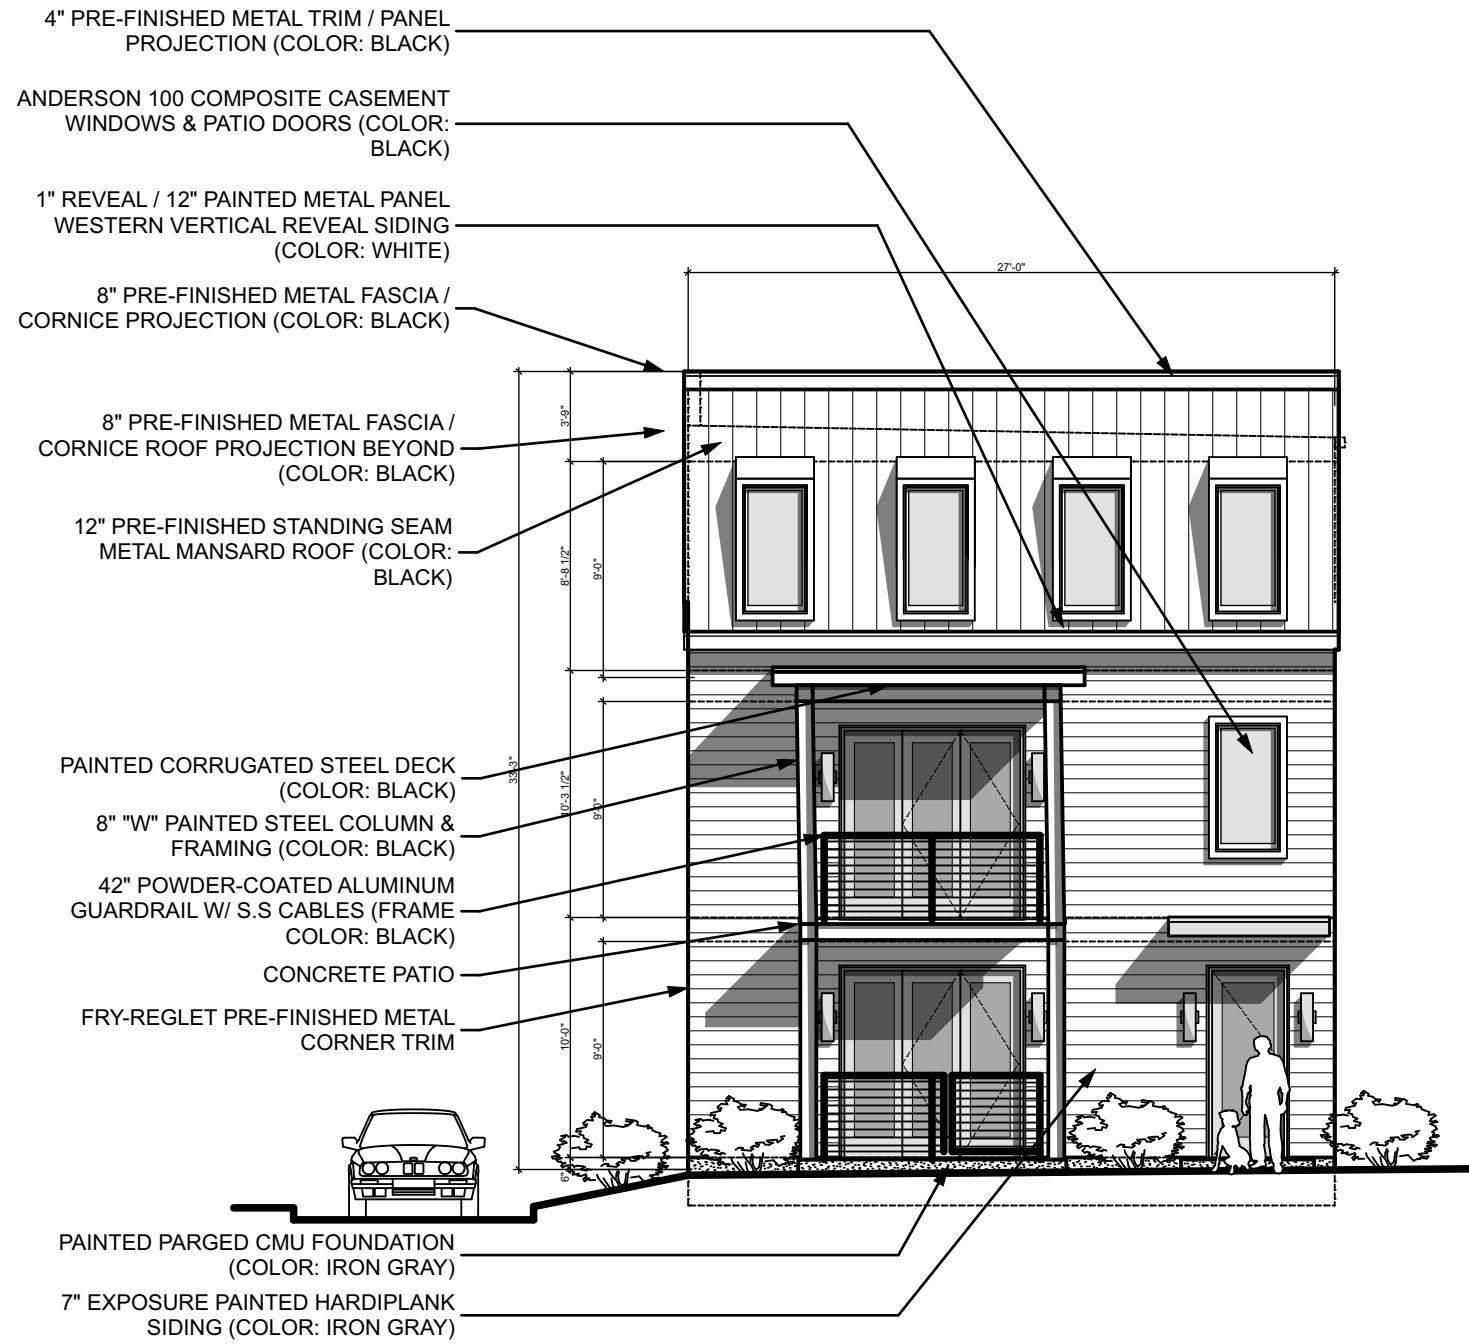 4" PRE-FINISHED METAL TRIM / PANEL
PROJECTION (COLOR: BLACK)
ANDERSON 100 COMPOSITE CASEMENT
WINDOWS & PATIO DOORS (COLOR:
BLACK)
1" REVEAL / 12" PAINTED METAL PANEL
WESTERN VERTICAL REVEAL SIDING
(COLOR: WHITE)
8" PRE-FINISHED METAL FASCIA /
CORNICE PROJECTION (COLOR: BLACK)
8" PRE-FINISHED METAL FASCIA /
CORNICE ROOF PROJECTION BEYOND
(COLOR: BLACK)
12" PRE-FINISHED STANDING SEAM
METAL MANSARD ROOF (COLOR:
BLACK)
PAINTED CORRUGATED STEEL DECK
(COLOR: BLACK)
8" "W" PAINTED STEEL COLUMN &
FRAMING (COLOR: BLACK)
42" POWDER-COATED ALUMINUM
GUARDRAIL W/ S.S CABLES (FRAME
COLOR: BLACK)
CONCRETE PATIO
FRY-REGLET PRE-FINISHED METAL
CORNER TRIM
PAINTED PARGED CMU FOUNDATION
(COLOR: IRON GRAY)
7" EXPOSURE PAINTED HARDIPLANK
SIDING (COLOR: IRON GRAY)
27'-0"
33'-3"
3'-9"
8'-8 1/2"
9'-0"
10'-3 1/2"
9'-0"
10'-0"
9'-0"
6"